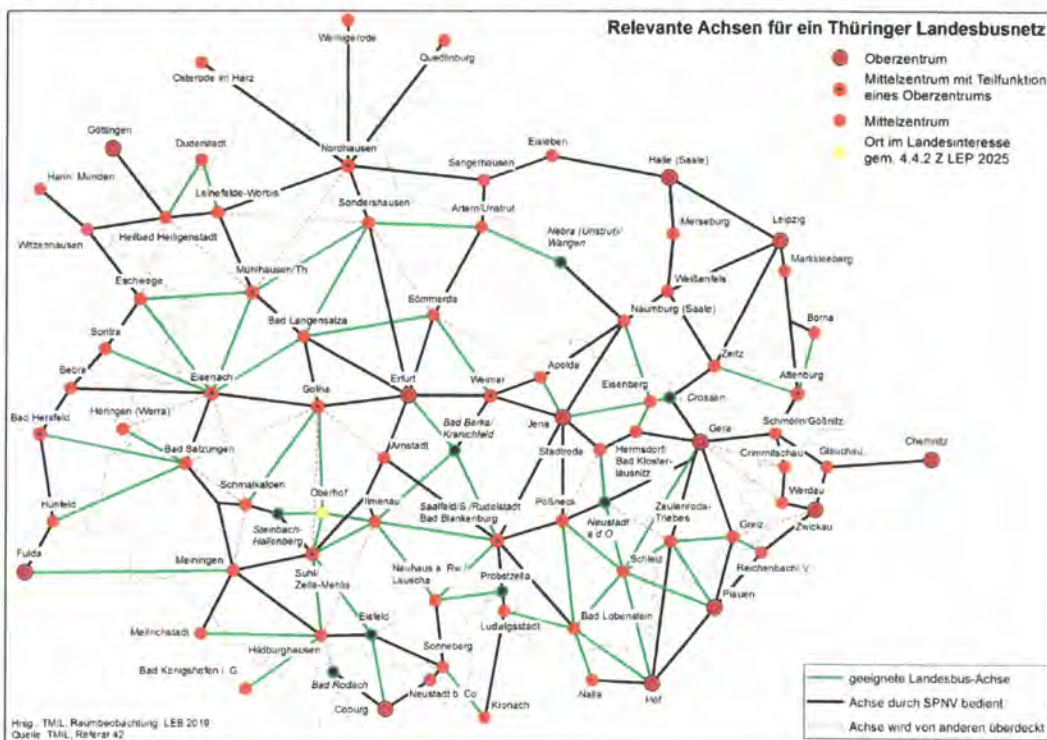 Relevante Achsen für ein Thüringer Landesbusnetz
Oberzentrum
Mittelzentrum mit Teilfunktion
eines Oberzentrums
Mittelzentrum
Ort im Landesinteresse
gem. 4.4.2 Z LEP 2025
Wernigerode
Quedlinburg
Osterode im Harz
Göttingen
Duderstadt
Nordhausen
Eisleben
Sangerhausen
Halle (Saale)
Hann. Münden
Leinefelde-Worbis
Sondershausen
Artern/Unstrut
Merseburg
Leipzig
Witzenhausen
Heilbad Heiligenstadt
Nebra (Unstrut)/
Wangen
Markkleeberg
Eschwege
Mühlhausen/Th.
Weißenfels
Sömmerda
Naumburg (Saale)
Borna
Sontra
Bad Langensalza
Zeitz
Bebra
Eisenach
Gotha
Erfurt
Weimar
Apolda
Eisenberg
Crossen
Altenburg
Bad Hersfeld
Heringen (Werra)
Bad Berka/
Kranichfeld
Jena
Gera
Schmölln/Gößnitz
Bad Salzungen
Arnstadt
Stadtroda
Hermsdorf/
Bad Kloster-
lausnitz
Crimmitschau
Glauchau
Chemnitz
Hünfeld
Schmalkalden
Oberhof
Ilmenau
Saalfeld/S./Rudolstadt
Bad Blankenburg
Pößneck
Zeulenroda-
Triebes
Werdau
Steinbach-
Hallenberg
Neustadt
a.d.O
Greiz
Zwickau
Fulda
Meiningen
Suhl/
Zella-Mehlis
Neuhaus a. Rw./
Lauscha
Probstzella
Schleiz
Reichenbach/ V.
Mellrichstadt
Eisfeld
Ludwigsstadt
Bad Lobenstein
Plauen
Hildburghausen
Sonneberg
Bad Königshofen i. G.
Bad Rodach
Neustadt b. Co
Kronach
Naila
Hof
Coburg
geeignete Landesbus-Achse
Achse durch SPNV bedient
Achse wird von anderen überdeckt
Hrsg.: TMIL, Raumbeobachtung, LEB 2019
Quelle: TMIL, Referat 42